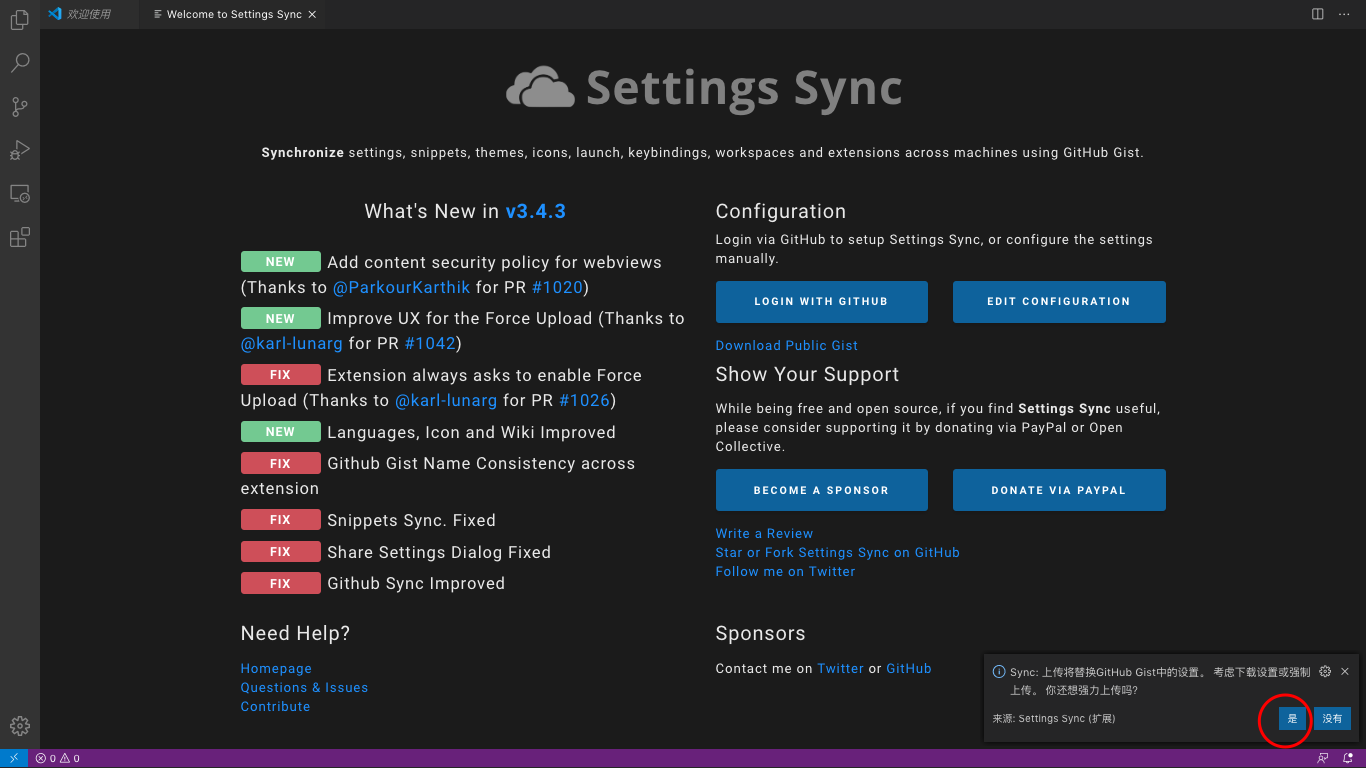 欢迎使用
Welcome to Settings Sync
Settings Sync
Synchronize settings, snippets, themes, icons, launch, keybindings, workspaces and extensions across machines using GitHub Gist.
What's New in v3.4.3
NEW Add content security policy for webviews
(Thanks to @ParkourKarthik for PR #1020)
NEW Improve UX for the Force Upload (Thanks to
@karl-lunarg for PR #1042)
FIX Extension always asks to enable Force
Upload (Thanks to @karl-lunarg for PR #1026)
NEW Languages, Icon and Wiki Improved
FIX Github Gist Name Consistency across
extension
FIX Snippets Sync. Fixed
FIX Share Settings Dialog Fixed
FIX Github Sync Improved
Configuration
Login via GitHub to setup Settings Sync, or configure the settings
manually.
LOGIN WITH GITHUB
EDIT CONFIGURATION
Download Public Gist
Show Your Support
While being free and open source, if you find Settings Sync useful,
please consider supporting it by donating via PayPal or Open
Collective.
BECOME A SPONSOR
DONATE VIA PAYPAL
Write a Review
Star or Fork Settings Sync on GitHub
Follow me on Twitter
Need Help?
Homepage
Questions & Issues
Contribute
Sponsors
Contact me on Twitter or GitHub
Sync: 上传将替换GitHub Gist中的设置。 考虑下载设置或强制
上传。 你还想强力上传吗?
来源: Settings Sync (扩展)
是
没有
0 0